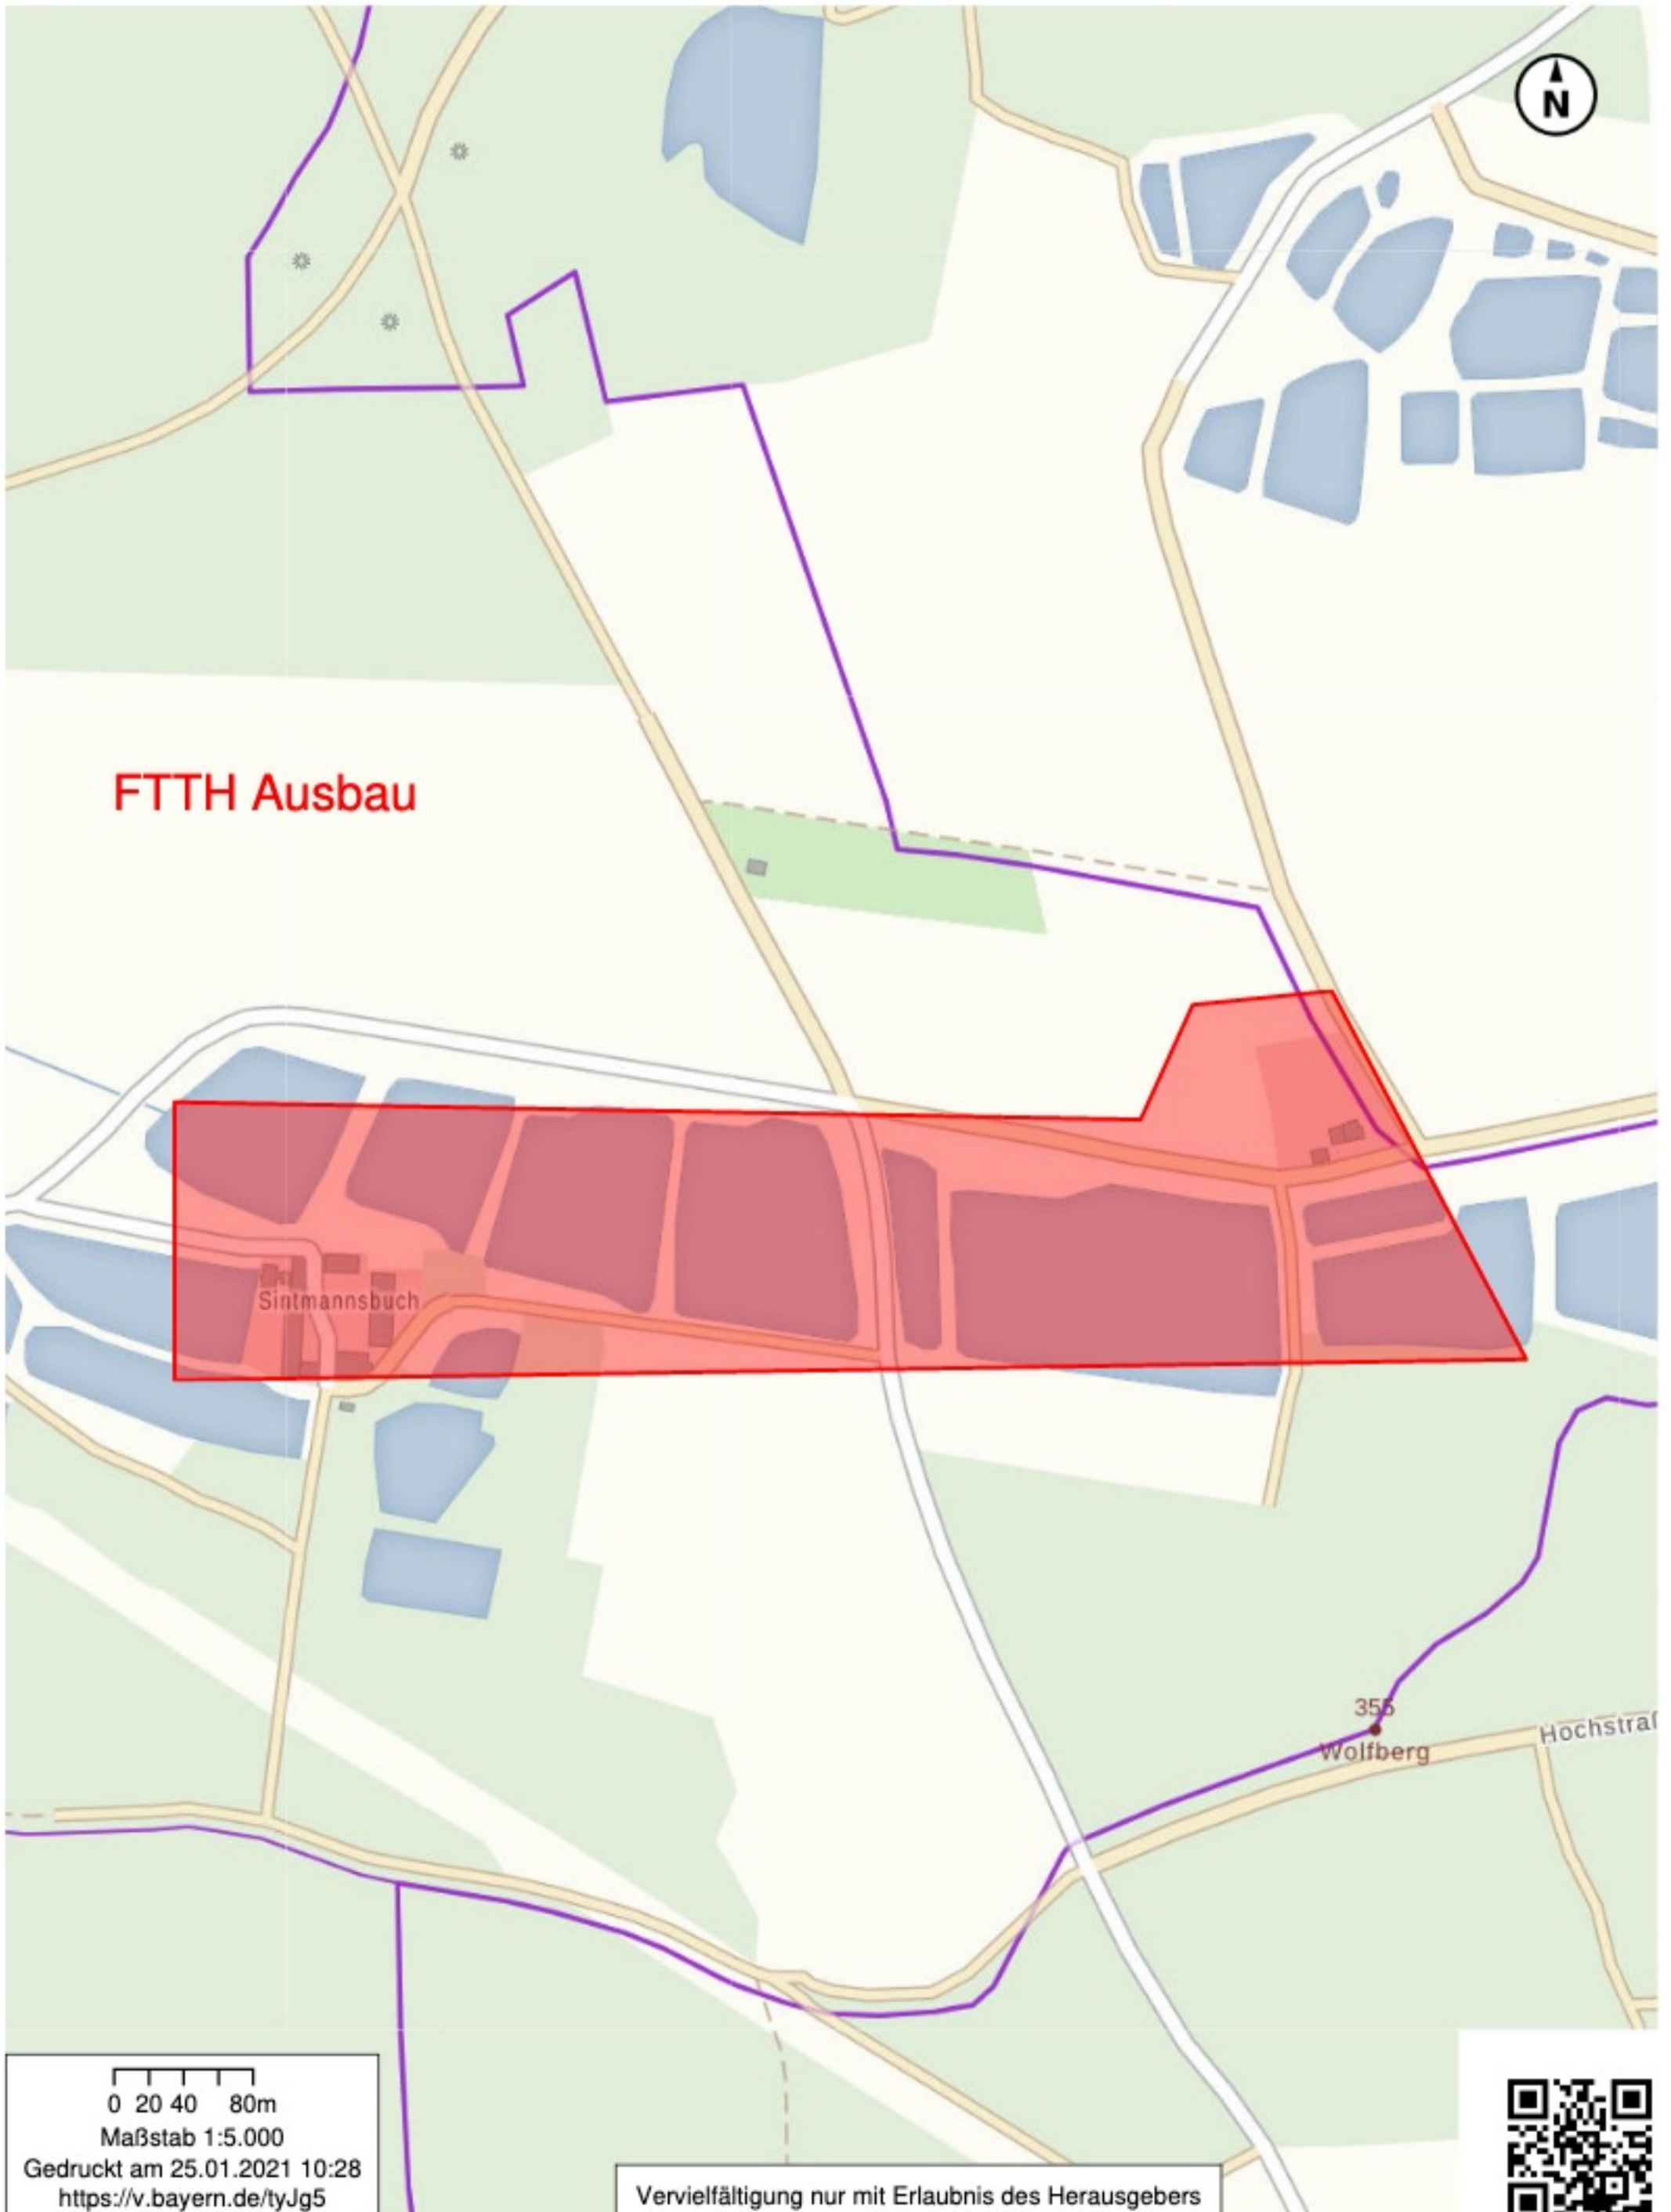 N
FTTH Ausbau
Sintmannsbuch
355
Wolfberg
Hochstraß
0 20 40 80m
Maßstab 1:5.000
Gedruckt am 25.01.2021 10:28
https://v.bayern.de/tyJg5
Vervielfältigung nur mit Erlaubnis des Herausgebers